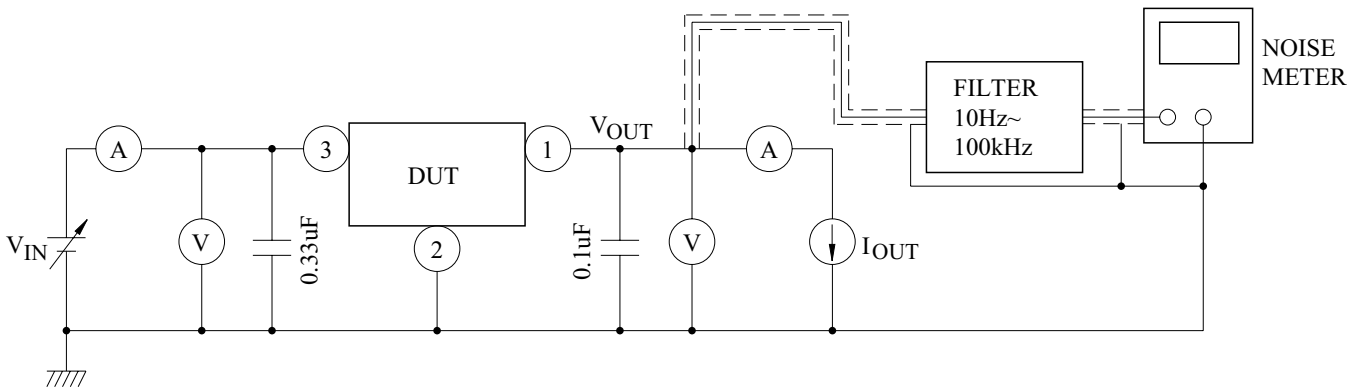 NOISE
METER
FILTER
10Hz~
100kHz
VOUT
A
3
DUT
1
A
VIN
V
0.33uF
2
0.1uF
V
IOUT